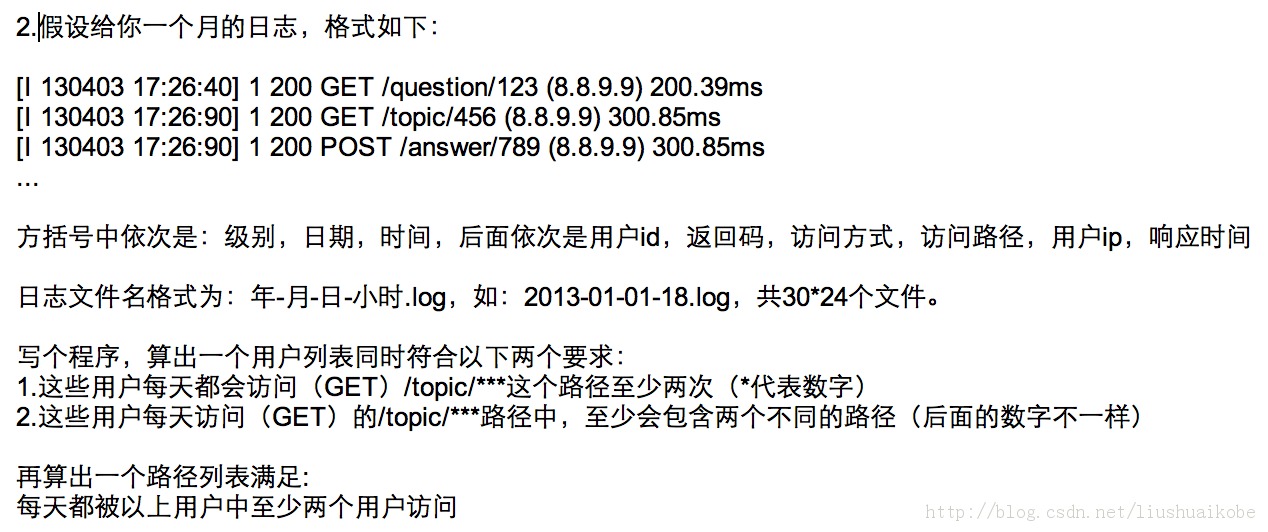 2.假设给你一个月的日志，格式如下：
[I 130403 17:26:40] 1 200 GET /question/123 (8.8.9.9) 200.39ms
[I 130403 17:26:90] 1 200 GET /topic/456 (8.8.9.9) 300.85ms
[I 130403 17:26:90] 1 200 POST /answer/789 (8.8.9.9) 300.85ms
...
方括号中依次是：级别，日期，时间，后面依次是用户id，返回码，访问方式，访问路径，用户ip，响应时间
日志文件名格式为：年-月-日-小时.log，如：2013-01-01-18.log，共30*24个文件。
写个程序，算出一个用户列表同时符合以下两个要求：
1.这些用户每天都会访问（GET）/topic/***这个路径至少两次（*代表数字）
2.这些用户每天访问（GET）的/topic/***路径中，至少会包含两个不同的路径（后面的数字不一样）
再算出一个路径列表满足:
每天都被以上用户中至少两个用户访问
http://blog.csdn.net/liushuaikobe